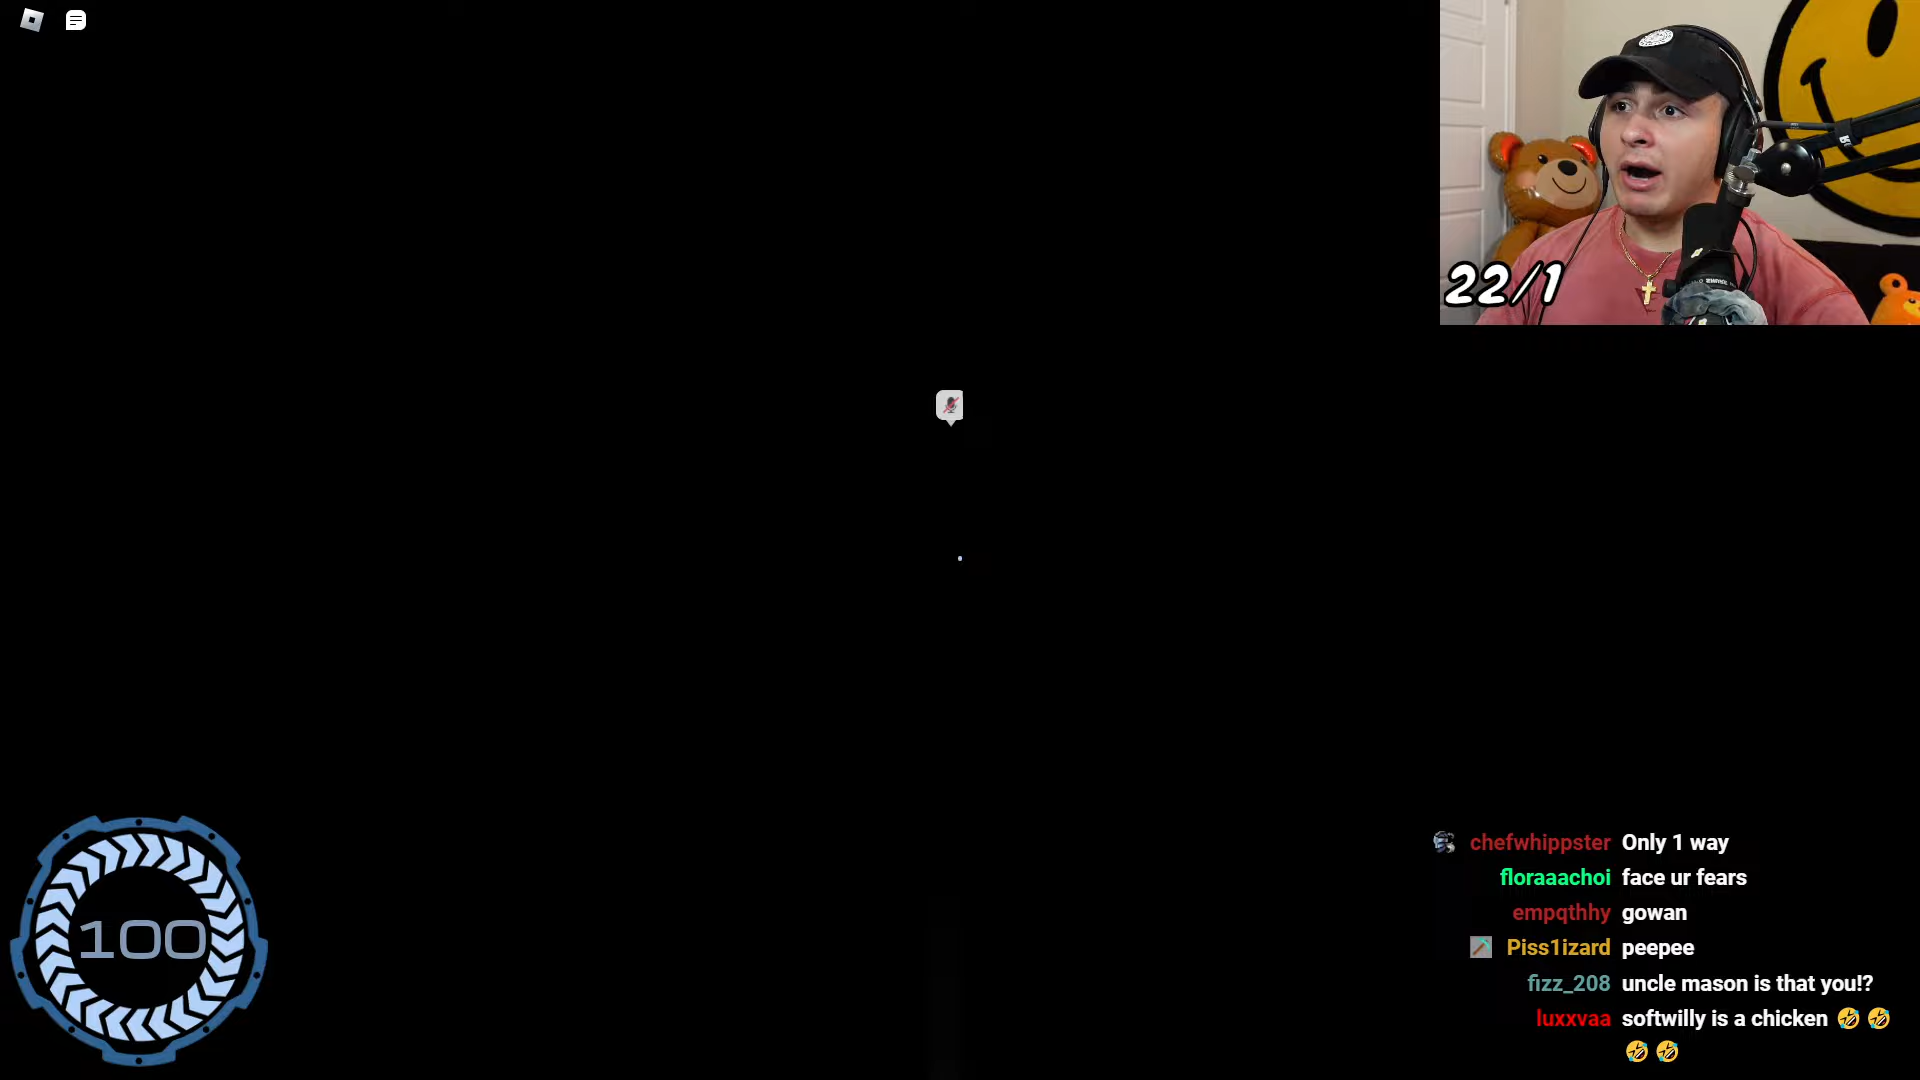 22/1
100
chefwhippster Only 1 way
floraaachoi face ur fears
empqthhy gowan
Piss1izard peepee
fizz_208 uncle mason is that you!?
luxxvaa softwilly is a chicken 🤣 🤣
🤣 🤣